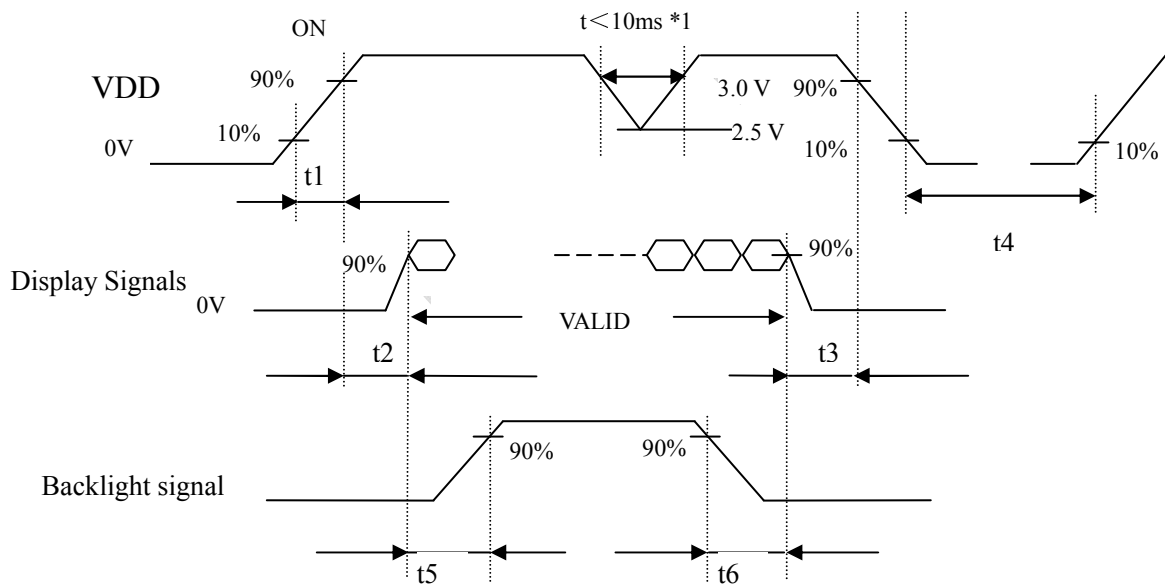 t＜10ms *1
ON
VDD
90%
3.0 V
90%
10%
2.5 V
0V
10%
10%
t1
t4
90%
90%
Display Signals
0V
VALID
t2
t3
90%
90%
Backlight signal
t5
t6